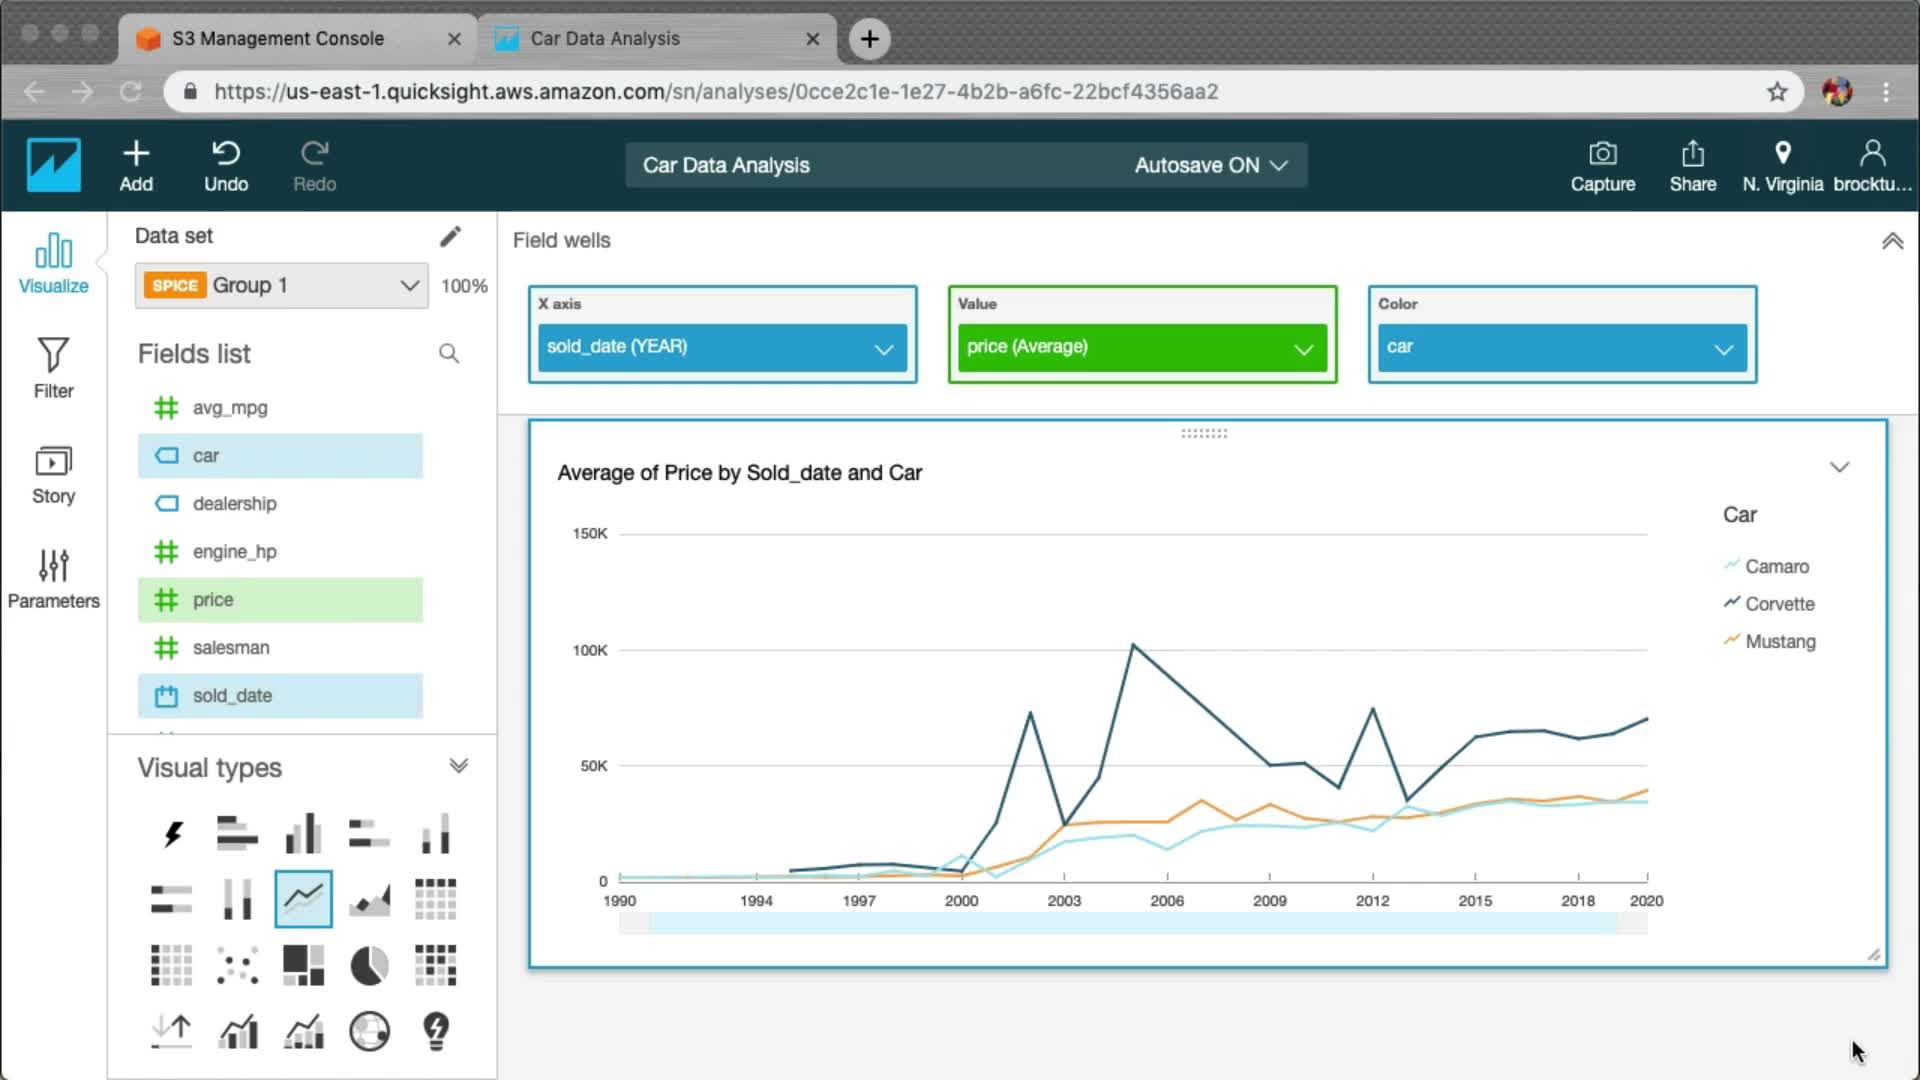 S3 Management Console
Car Data Analysis
https://us-east-1.quicksight.aws.amazon.com/sn/analyses/0cce2c1e-1e27-4b2b-a6fc-22bcf4356aa2
Add
Undo
Redo
Car Data Analysis
Autosave ON
Capture
Share
N. Virginia
brocktu...
Visualize
Filter
Story
Parameters
Data set
SPICE Group 1
100%
Fields list
avg_mpg
car
dealership
engine_hp
price
salesman
sold_date
Visual types
Field wells
X axis
sold_date (YEAR)
Value
price (Average)
Color
car
Average of Price by Sold_date and Car
150K
100K
50K
0
1990 1994 1997 2000 2003 2006 2009 2012 2015 2018 2020
Car
Camaro
Corvette
Mustang